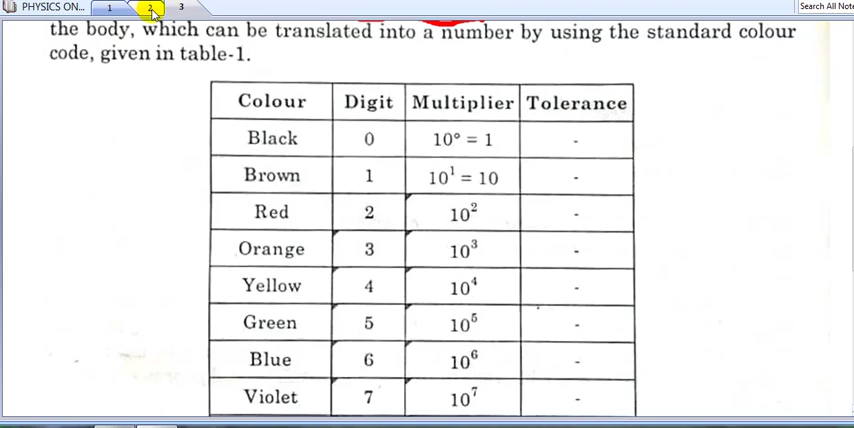 PHYSICS ON... 1 2 3 Search All Note
the body, which can be translated into a number by using the standard colour
code, given in table-1.
Colour Digit Multiplier Tolerance
Black 0 10° = 1 -
Brown 1 10¹ = 10 -
Red 2 10² -
Orange 3 10³ -
Yellow 4 10⁴ -
Green 5 10⁵ -
Blue 6 10⁶ -
Violet 7 10⁷ -